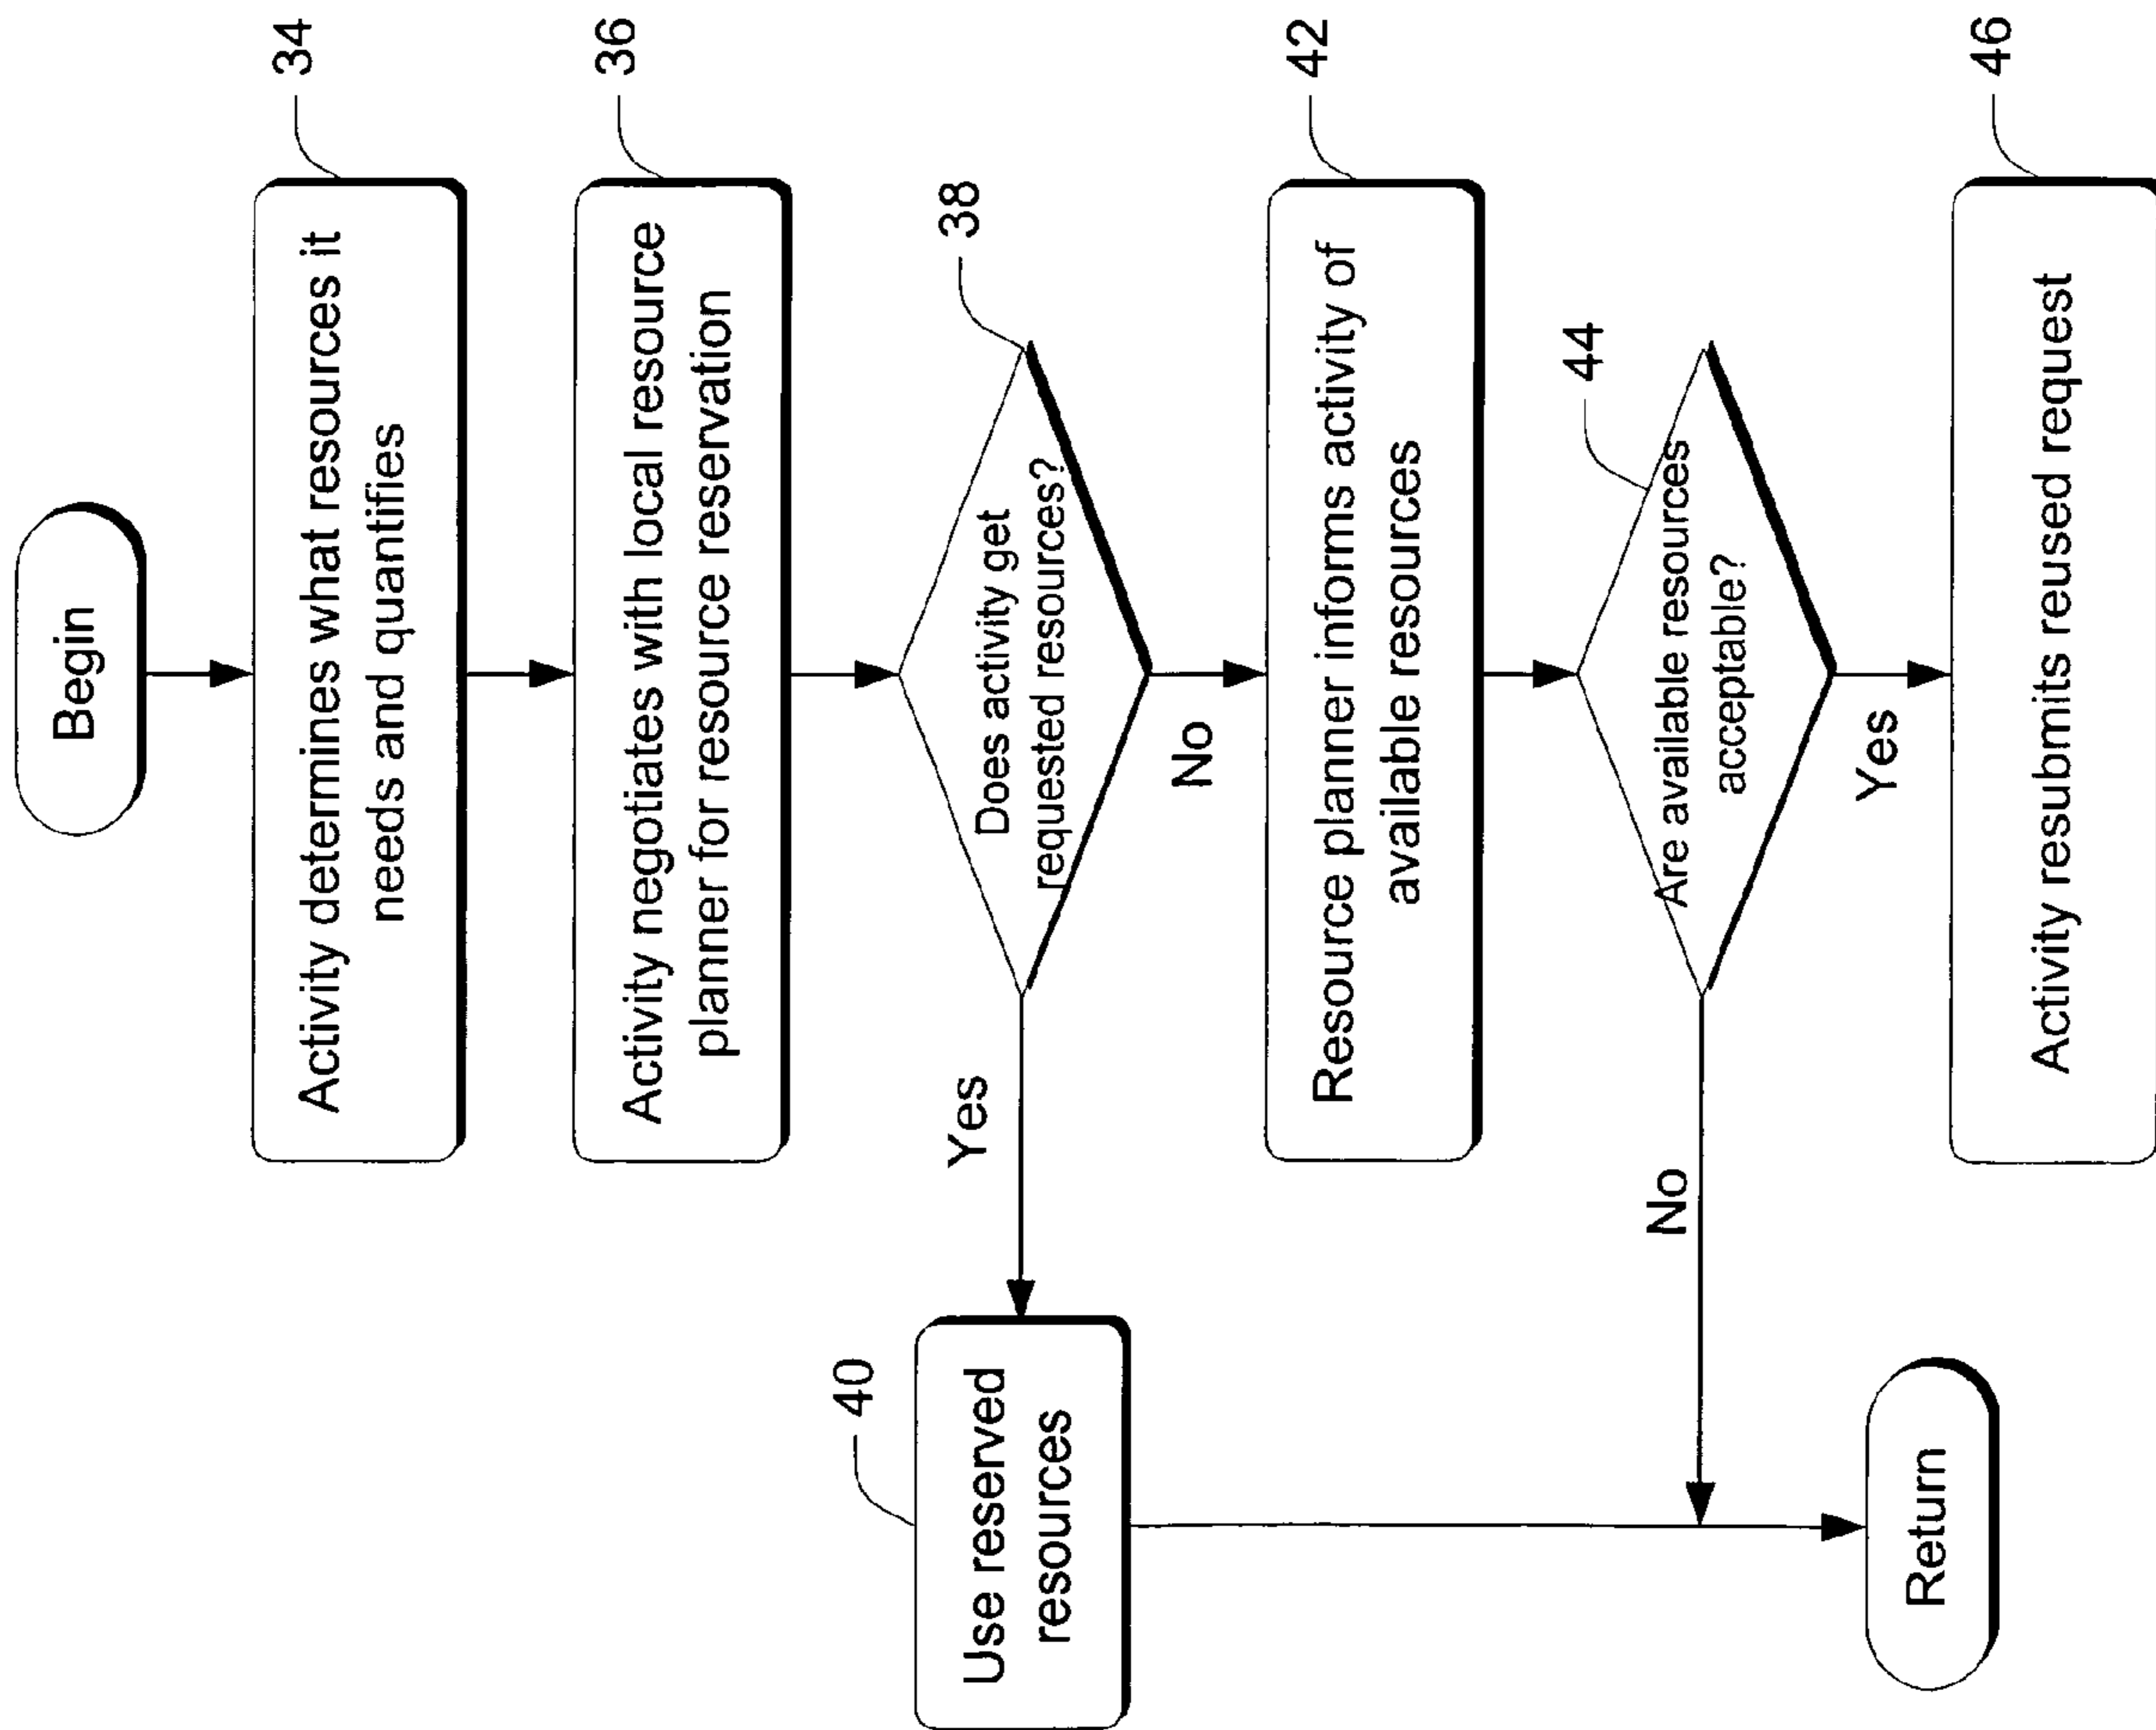 Begin
34
Activity determines what resources it
needs and quantifies
36
Activity negotiates with local resource
planner for resource reservation
38
Does activity get
requested resources?
Yes
40
Use reserved
resources
No
42
Resource planner informs activity of
available resources
44
Are available resources
acceptable?
No
Return
Yes
46
Activity resubmits reused request